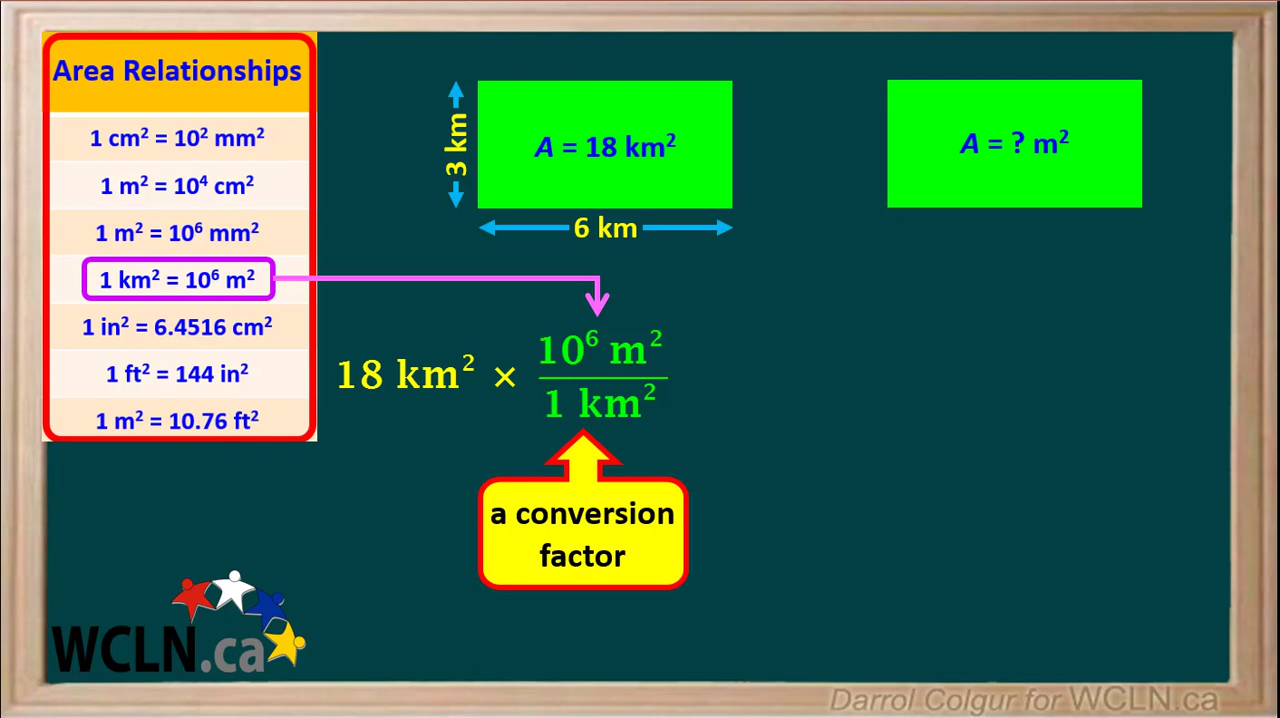 Area Relationships
1 cm² = 10² mm²
1 m² = 10⁴ cm²
1 m² = 10⁶ mm²
1 km² = 10⁶ m²
1 in² = 6.4516 cm²
1 ft² = 144 in²
1 m² = 10.76 ft²
3 km
A = 18 km²
6 km
A = ? m²
18 km² × 10⁶ m²
1 km²
a conversion
factor
WCLN.ca
Darrol Colgur for WCLN.ca